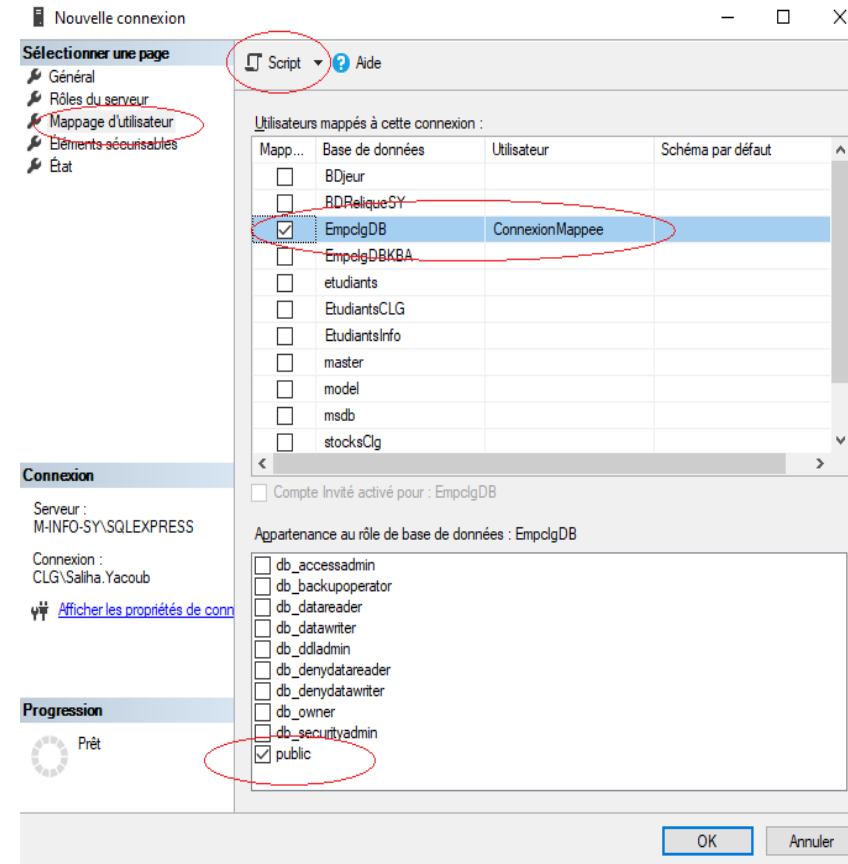 Nouvelle connexion
Sélectionner une page
Général
Rôles du serveur
Mappage d'utilisateur
Éléments sécurisables
État
Script
Aide
Utilisateurs mappés à cette connexion :
Mapp... Base de données Utilisateur Schéma par défaut
BDjeur
BDReliqueSY
EmpclgDB ConnexionMappee
EmpclgDBKBA
etudiants
EtudiantsCLG
EtudiantsInfo
master
model
msdb
stocksClg
Compte Invité activé pour : EmpclgDB
Connexion
Serveur :
M-INFO-SY\SQLEXPRESS
Connexion :
CLG\Saliha.Yacoub
Afficher les propriétés de conn
Appartenance au rôle de base de données : EmpclgDB
db_accessadmin
db_backupoperator
db_datareader
db_datawriter
db_ddladmin
db_denydatareader
db_denydatawriter
db_owner
db_securityadmin
public
Progression
Prêt
OK Annuler